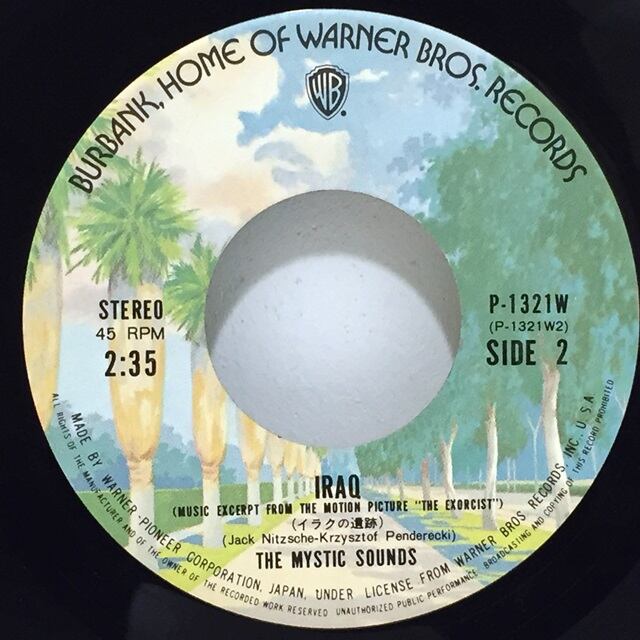 BURBANK, HOME OF WARNER BROS. RECORDS
WB
STEREO
45 RPM
2:35
P-1321W
(P-1321W2)
SIDE 2
IRAQ
(MUSIC EXCERPT FROM THE MOTION PICTURE "THE EXORCIST")
(イラクの遺跡)
(Jack Nitzsche-Krzysztof Penderecki)
THE MYSTIC SOUNDS
MADE BY WARNER-PIONEER CORPORATION, JAPAN, UNDER LICENSE FROM WARNER BROS RECORDS, INC., U.S.A.
ALL RIGHTS OF THE MANUFACTURER AND OF THE OWNER OF THE RECORDED WORK RESERVED UNAUTHORIZED PUBLIC PERFORMANCE BROADCASTING AND COPYING OF THIS RECORD PROHIBITED